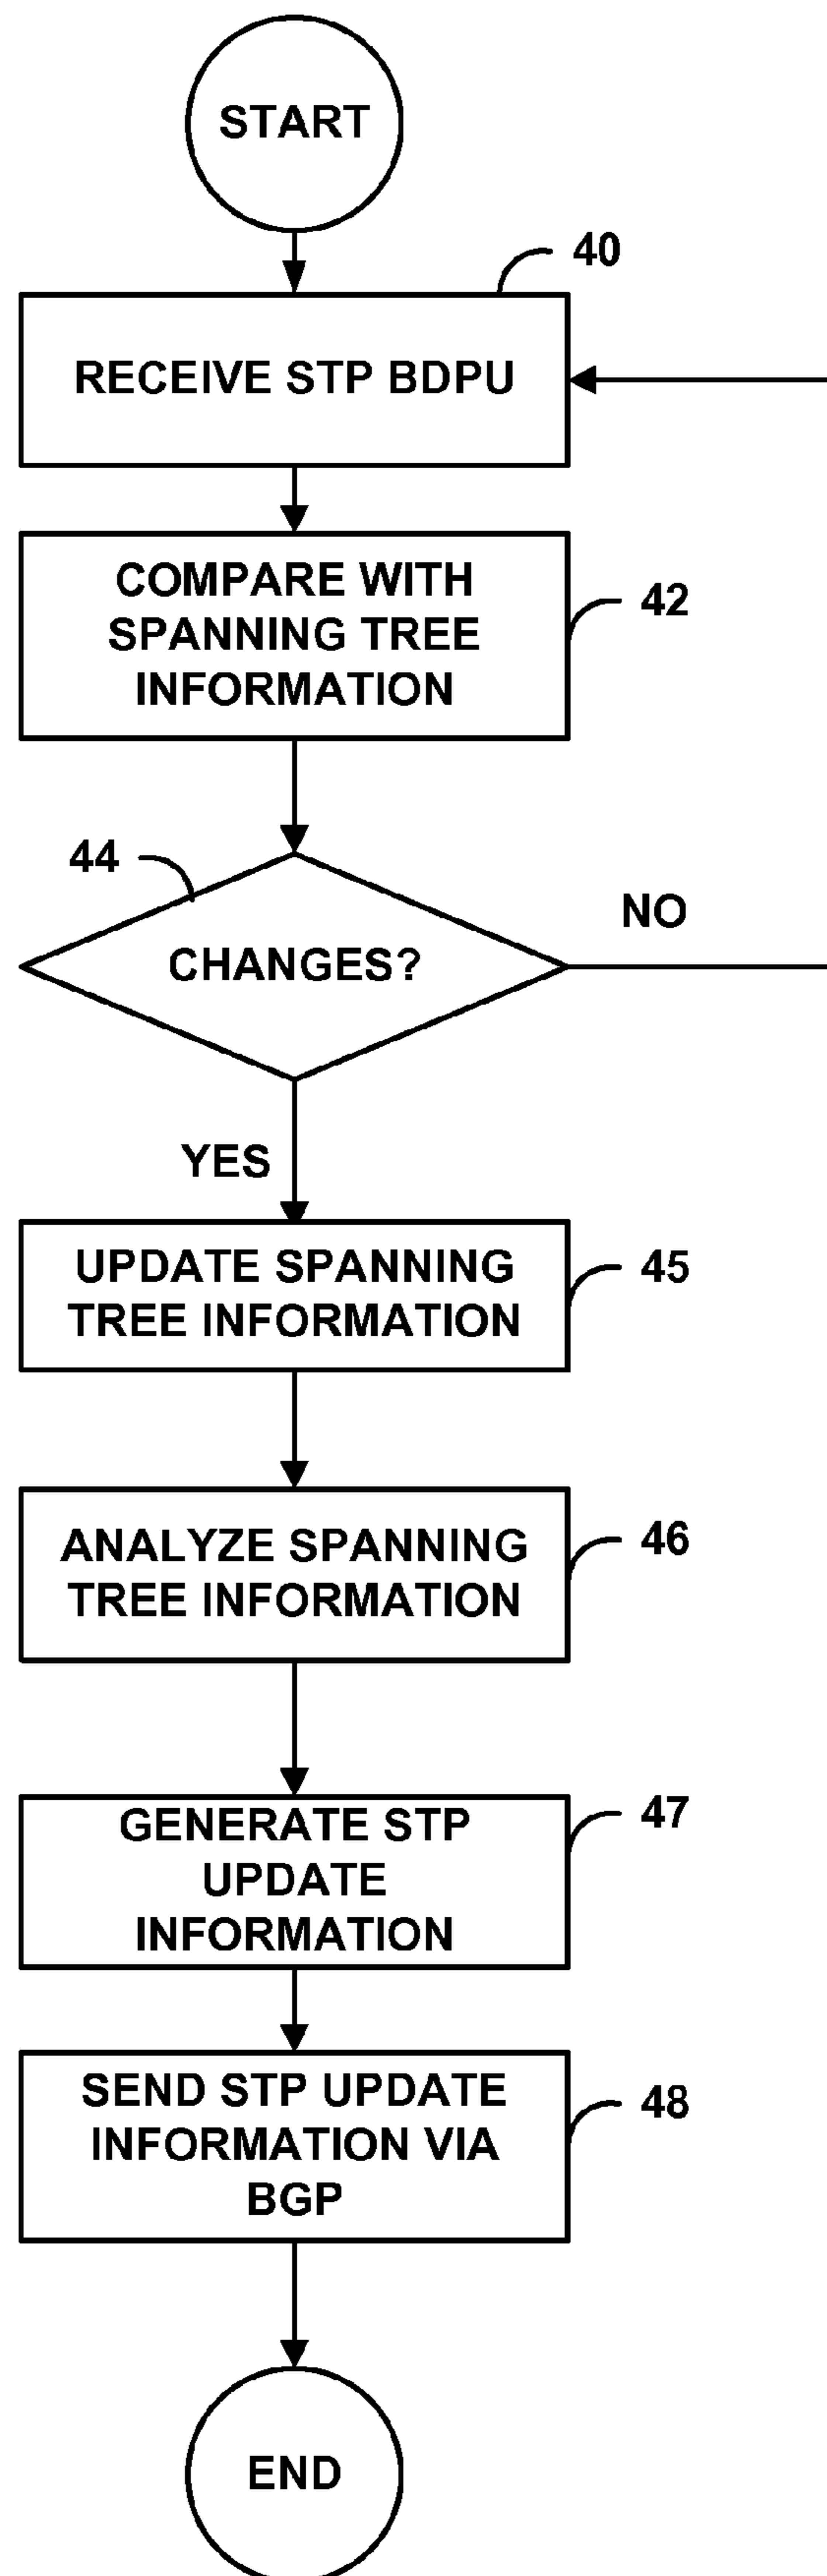 START
40
RECEIVE STP BDPU
COMPARE WITH
SPANNING TREE
INFORMATION
42
44
CHANGES?
NO
YES
UPDATE SPANNING
TREE INFORMATION
45
ANALYZE SPANNING
TREE INFORMATION
46
GENERATE STP
UPDATE
INFORMATION
47
SEND STP UPDATE
INFORMATION VIA
BGP
48
END